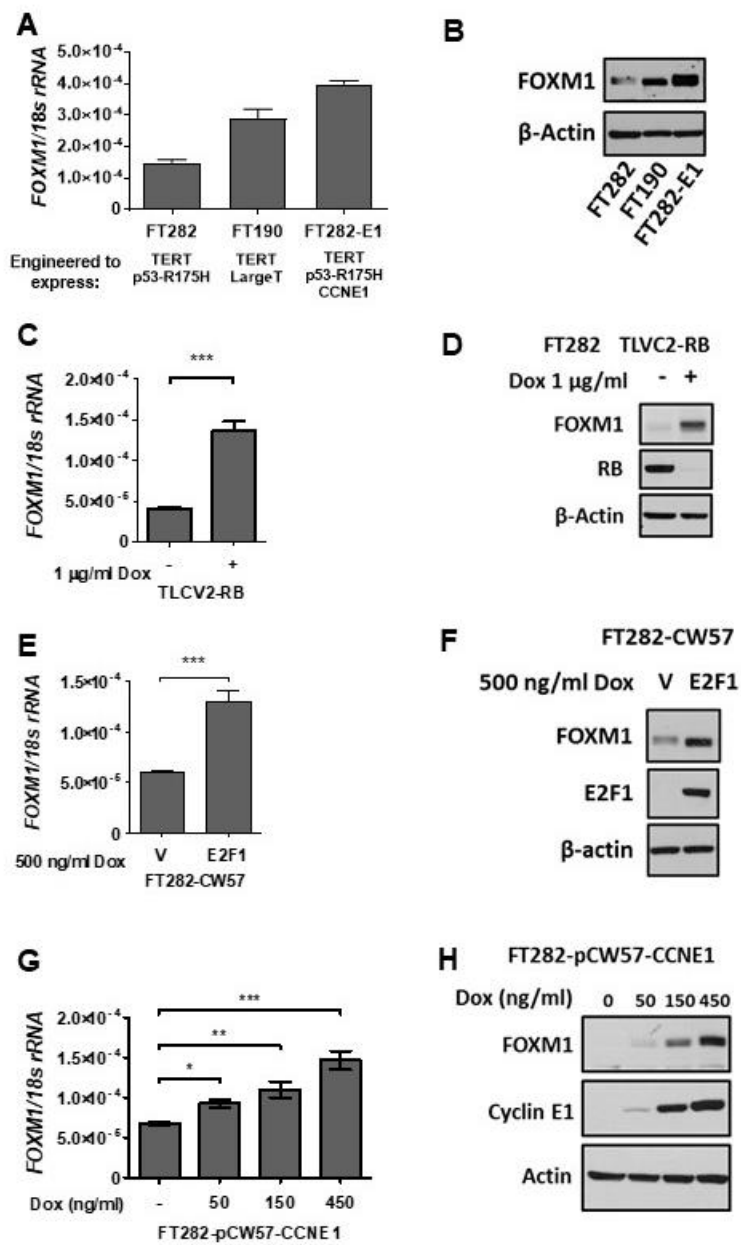 A
FOXM1/18s rRNA
5.0×10⁻⁴
4.0×10⁻⁴
3.0×10⁻⁴
2.0×10⁻⁴
1.0×10⁻⁴
0
FT282 FT190 FT282-E1
Engineered to express:
TERT p53-R175H
TERT LargeT
TERT p53-R175H CCNE1
B
FOXM1
β-Actin
FT282 FT190 FT282-E1
C
***
FOXM1/18s rRNA
2.0×10⁻⁴
1.5×10⁻⁴
1.0×10⁻⁴
5.0×10⁻⁵
0
1 µg/ml Dox - +
TLCV2-RB
D
FT282 TLVC2-RB
Dox 1 µg/ml - +
FOXM1
RB
β-Actin
E
***
FOXM1/18s rRNA
1.5×10⁻⁴
1.0×10⁻⁴
5.0×10⁻⁵
0
V E2F1
500 ng/ml Dox
FT282-CW57
F
FT282-CW57
500 ng/ml Dox V E2F1
FOXM1
E2F1
β-actin
G
***
**
*
FOXM1/18s rRNA
2.0×10⁻⁴
1.5×10⁻⁴
1.0×10⁻⁴
5.0×10⁻⁵
0
Dox (ng/ml) - 50 150 450
FT282-pCW57-CCNE1
H
FT282-pCW57-CCNE1
Dox (ng/ml) 0 50 150 450
FOXM1
Cyclin E1
Actin